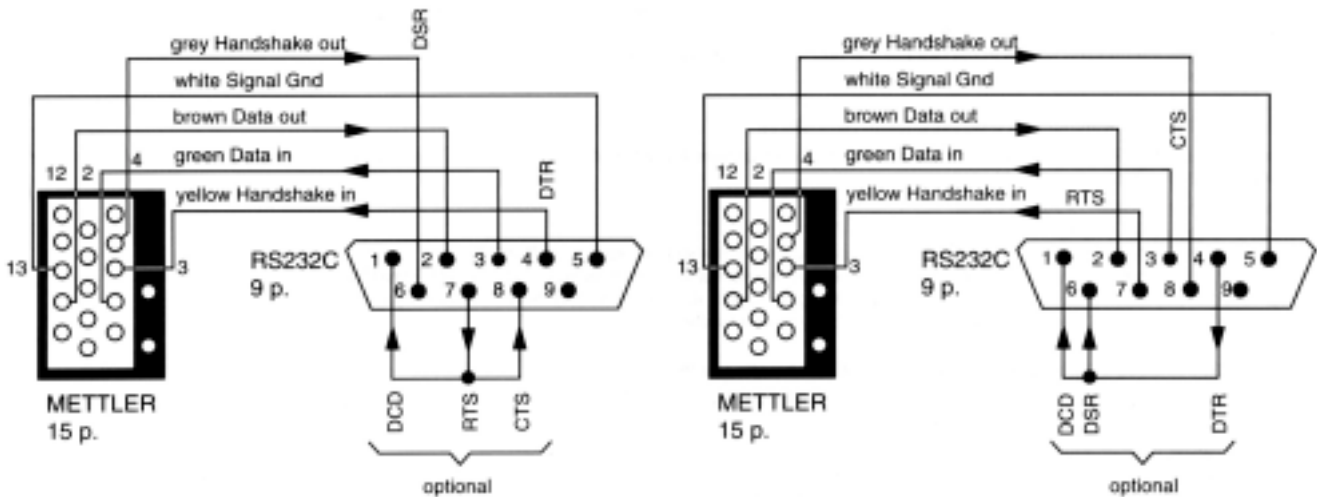 DSR
grey Handshake out
white Signal Gnd
brown Data out
12 2 4
green Data in
DTR
yellow Handshake in
13
3
RS232C
9 p.
1 2 3 4 5
6 7 8 9
METTLER
15 p.
DCD
RTS
CTS
optional
grey Handshake out
white Signal Gnd
brown Data out
CTS
12 2 4
green Data in
yellow Handshake in
RTS
13
3
RS232C
9 p.
1 2 3 4 5
6 7 8 9
METTLER
15 p.
DCD
DSR
DTR
optional